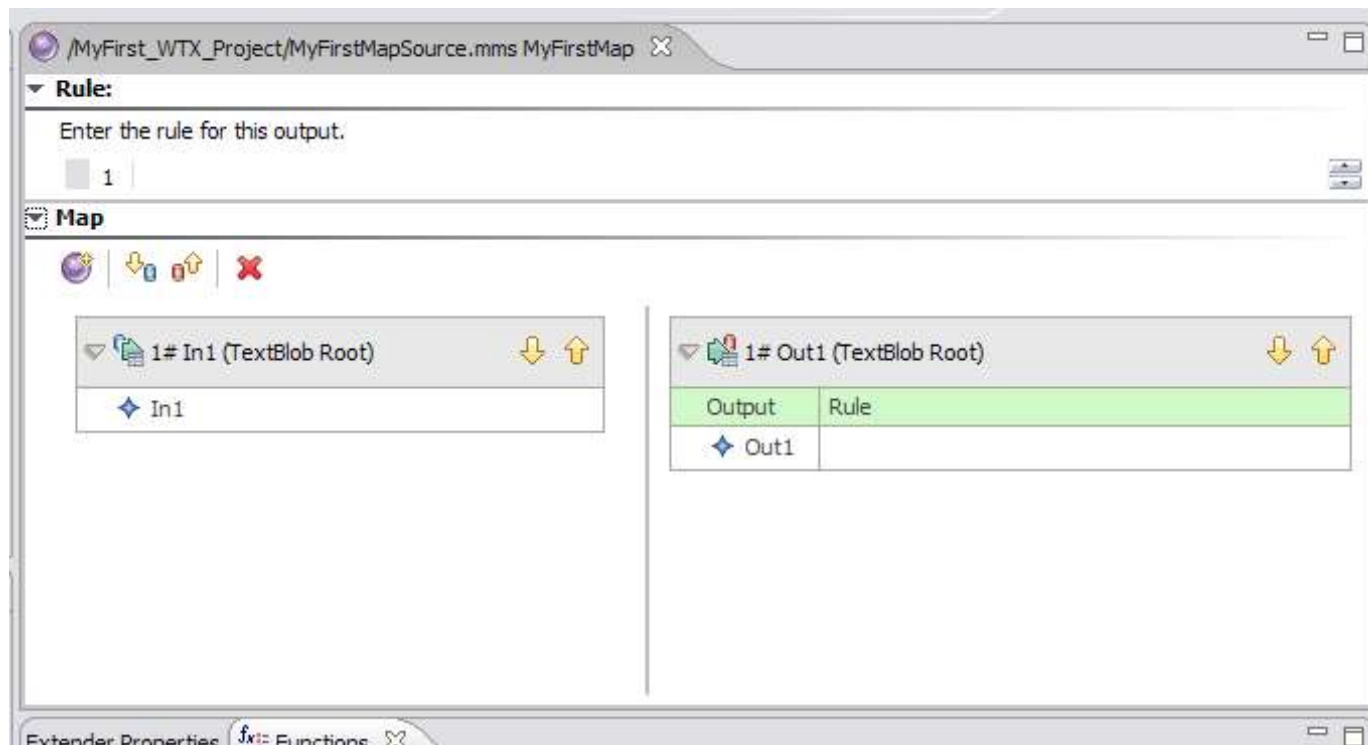 /MyFirst_WTX_Project/MyFirstMapSource.mms MyFirstMap
Rule:
Enter the rule for this output.
1
Map
1# In1 (TextBlob Root)
In1
1# Out1 (TextBlob Root)
Output Rule
Out1
Extender Properties Functions